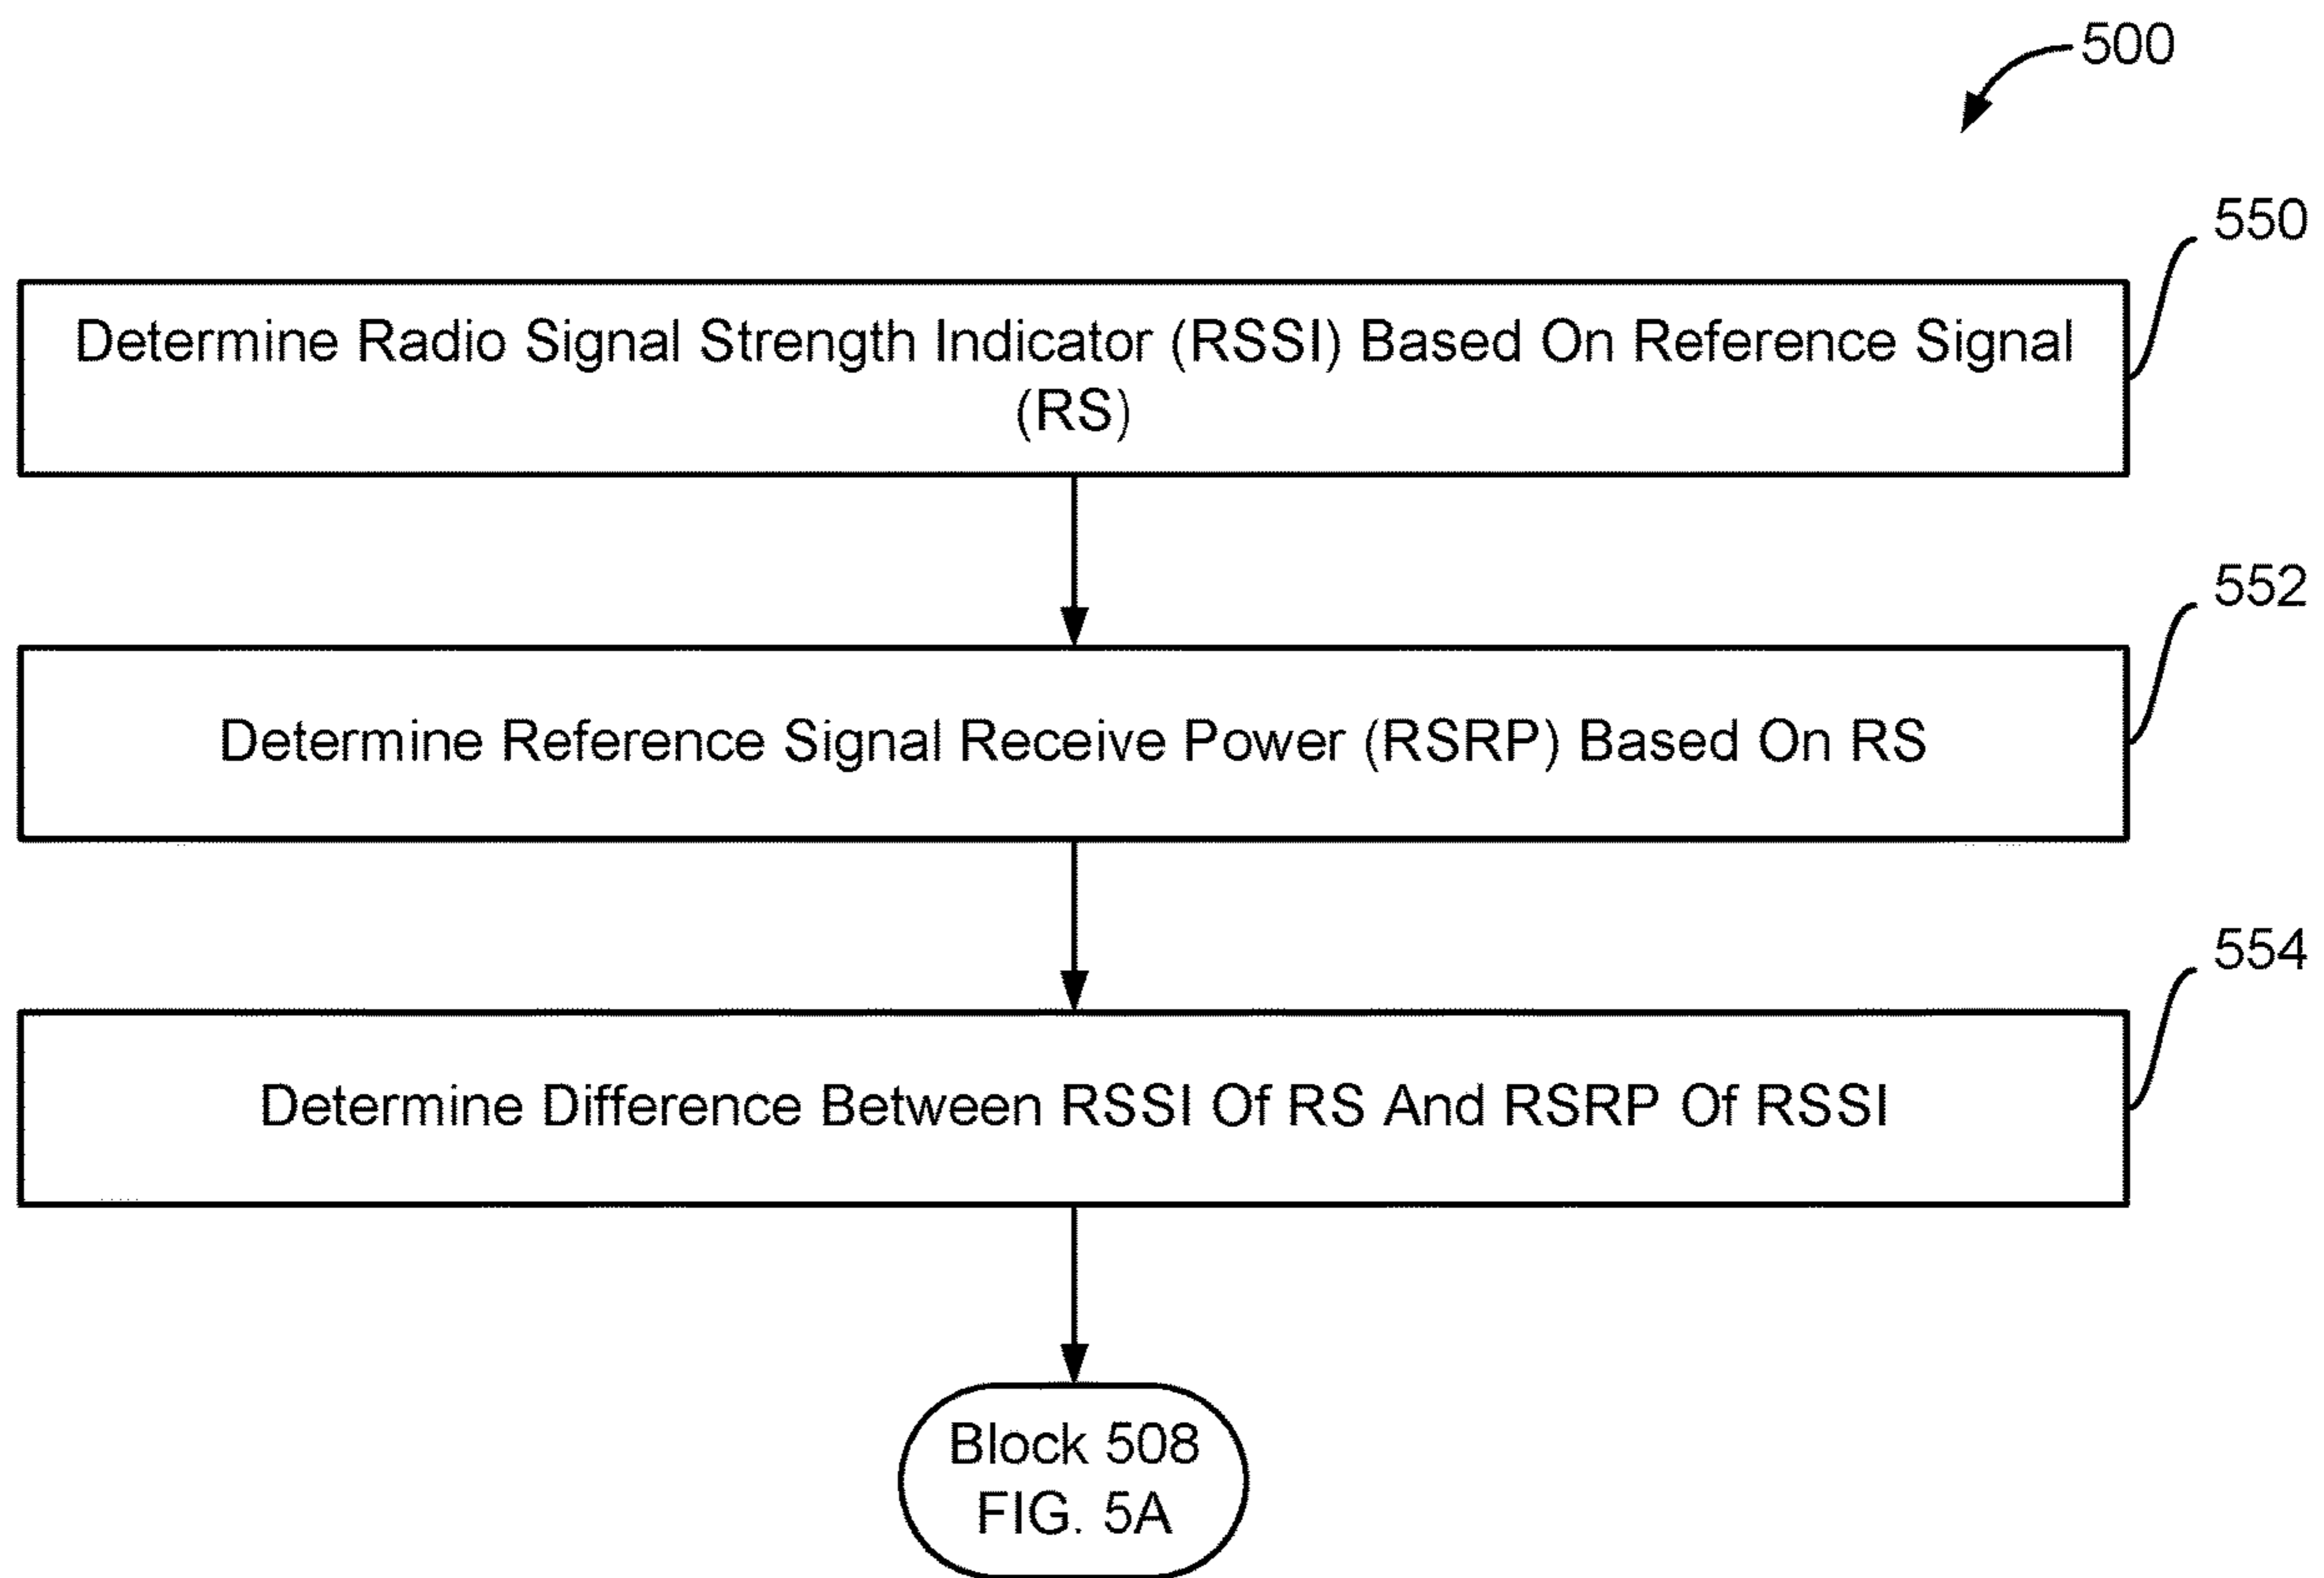 500
550
Determine Radio Signal Strength Indicator (RSSI) Based On Reference Signal
(RS)
552
Determine Reference Signal Receive Power (RSRP) Based On RS
554
Determine Difference Between RSSI Of RS And RSRP Of RSSI
Block 508
FIG. 5A